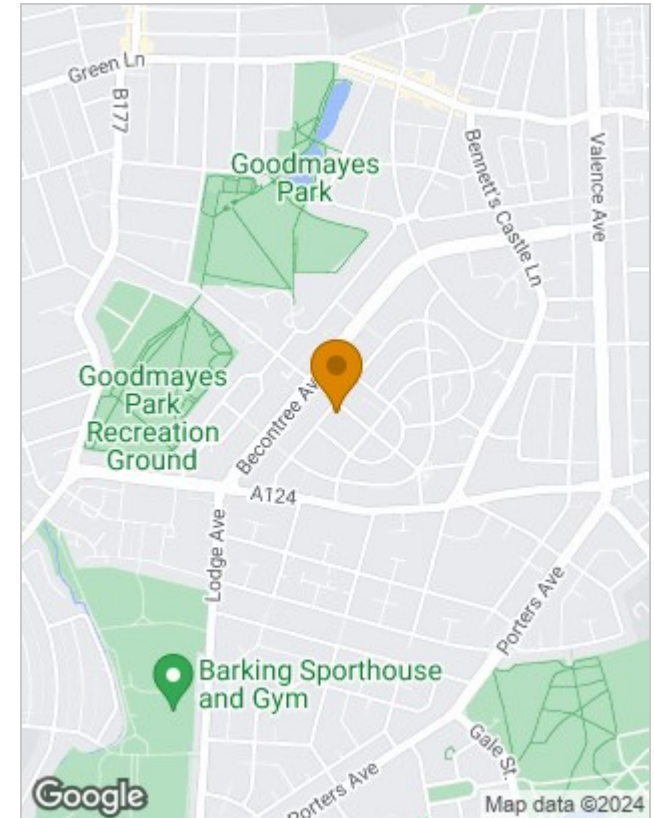 Green Ln
B177
Goodmayes
Park
Bennett's Castle Ln
Valence Ave
Goodmayes
Park
Recreation
Ground
Becontree Av
A124
Lodge Ave
Porters Ave
Barking Sporthouse
and Gym
Gale St.
Porters Ave
Google
Map data ©2024